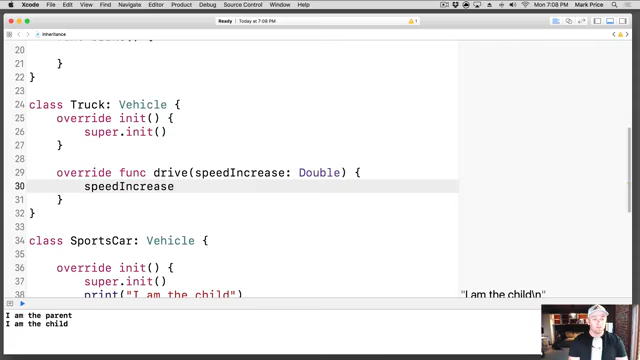 Xcode File Edit View Find Navigate Editor Product Debug Source Control Window Help Mon 7:08 PM Mark Price
Ready Today at 7:08 PM 1
Inheritance
20
21 }
22 }
23
24 class Truck: Vehicle {
25 override init() {
26 super.init()
27 }
28
29 override func drive(speedIncrease: Double) {
30 speedIncrease
31 }
32 }
33
34 class SportsCar: Vehicle {
35
36 override init() {
37 super.init()
38 print("I am the child") "I am the child\n"
I am the parent
I am the child